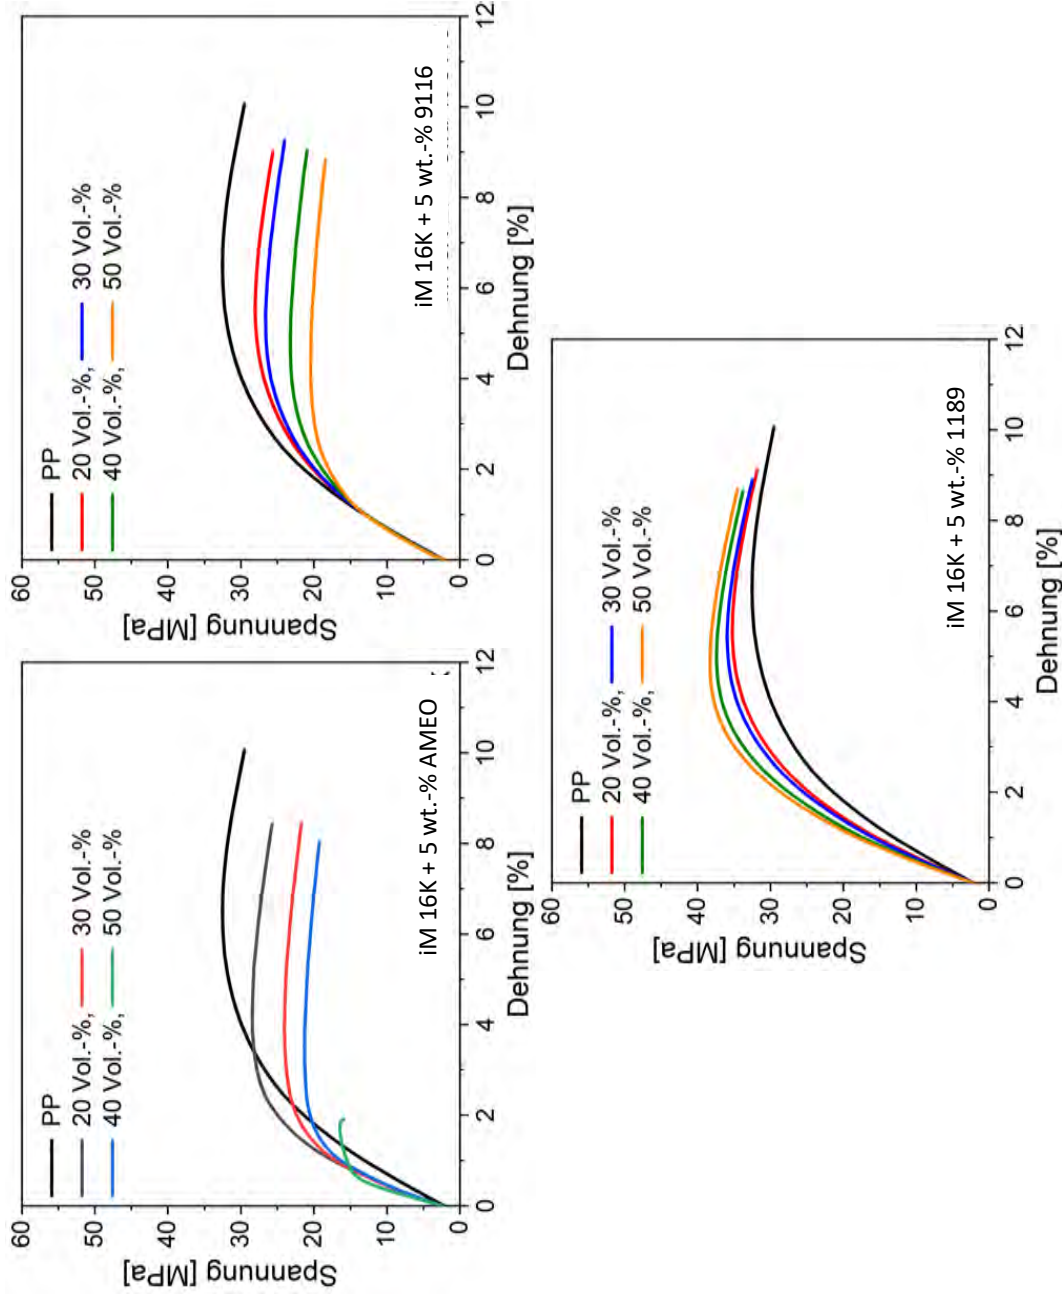 60
50
40
30
20
10
0
Spannung [MPa]
PP
20 Vol.-%, 30 Vol.-%
40 Vol.-%, 50 Vol.-%
iM 16K + 5 wt.-% AMEO
0 2 4 6 8 10 12
Dehnung [%]
60
50
40
30
20
10
0
Spannung [MPa]
PP
20 Vol.-%, 30 Vol.-%
40 Vol.-%, 50 Vol.-%
iM 16K + 5 wt.-% 9116
0 2 4 6 8 10 12
Dehnung [%]
60
50
40
30
20
10
0
Spannung [MPa]
PP
20 Vol.-%, 30 Vol.-%
40 Vol.-%, 50 Vol.-%
iM 16K + 5 wt.-% 1189
0 2 4 6 8 10 12
Dehnung [%]